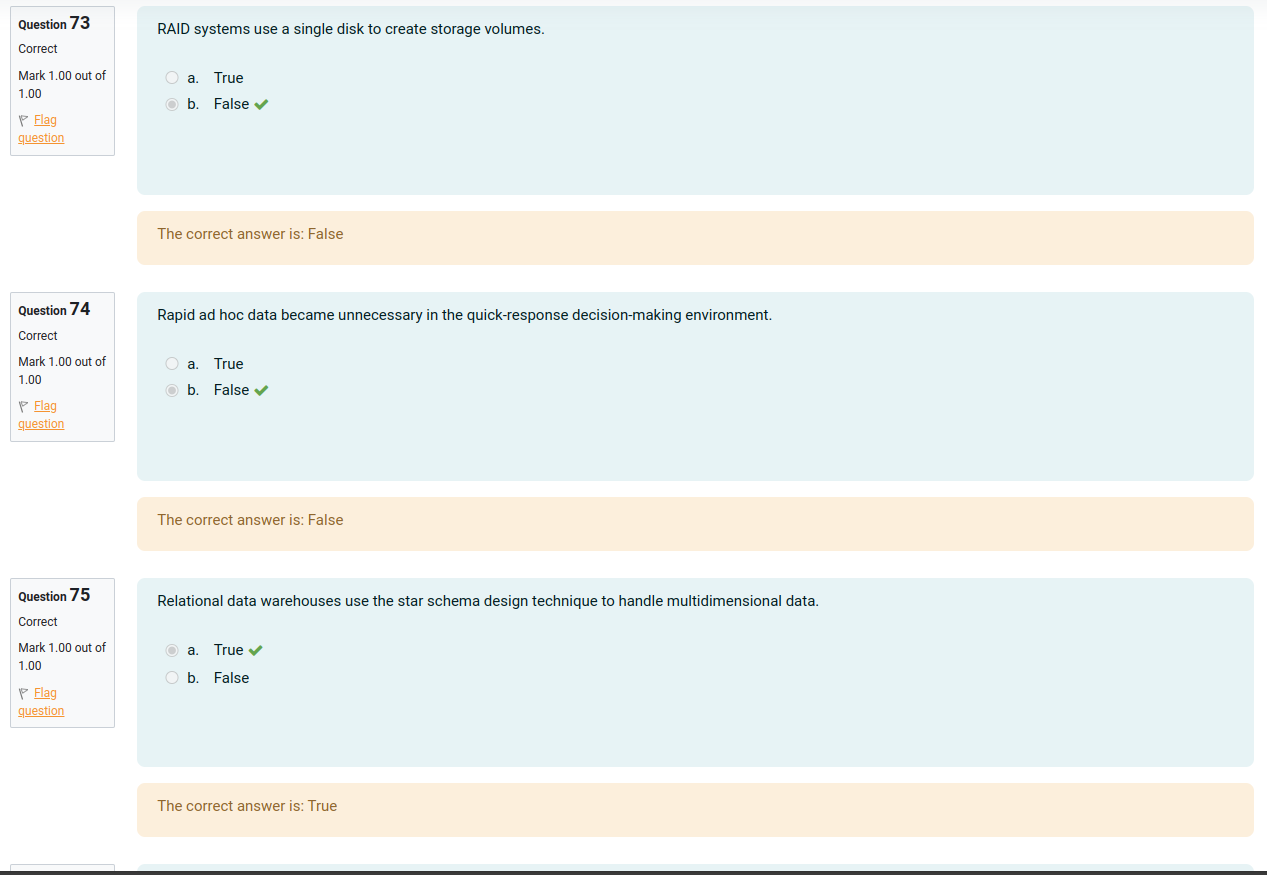 Question 73
Correct
Mark 1.00 out of
1.00
Flag
question
RAID systems use a single disk to create storage volumes.
a. True
b. False
The correct answer is: False
Question 74
Correct
Mark 1.00 out of
1.00
Flag
question
Rapid ad hoc data became unnecessary in the quick-response decision-making environment.
a. True
b. False
The correct answer is: False
Question 75
Correct
Mark 1.00 out of
1.00
Flag
question
Relational data warehouses use the star schema design technique to handle multidimensional data.
a. True
b. False
The correct answer is: True